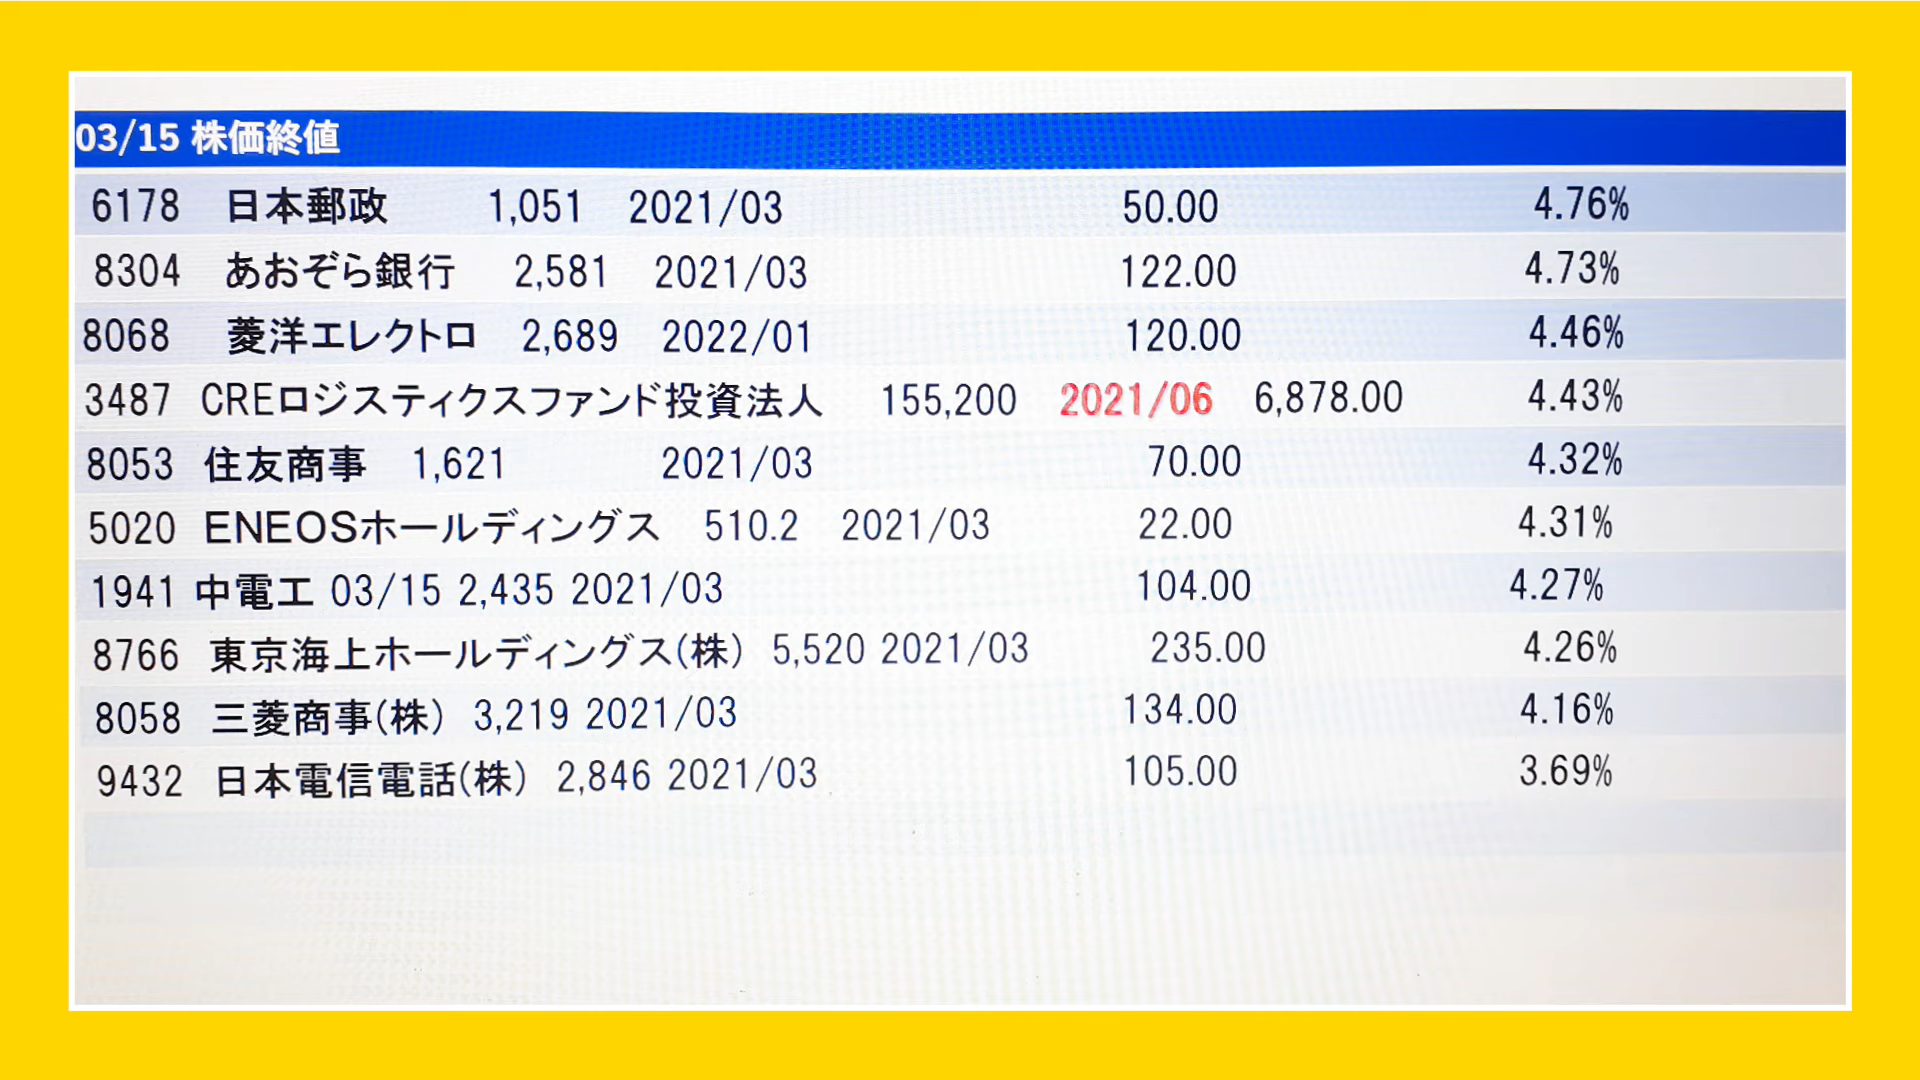 03/15 株価終値
6178 日本郵政 1,051 2021/03 50.00 4.76%
8304 あおぞら銀行 2,581 2021/03 122.00 4.73%
8068 菱洋エレクトロ 2,689 2022/01 120.00 4.46%
3487 CREロジスティクスファンド投資法人 155,200 2021/06 6,878.00 4.43%
8053 住友商事 1,621 2021/03 70.00 4.32%
5020 ENEOSホールディングス 510.2 2021/03 22.00 4.31%
1941 中電工 03/15 2,435 2021/03 104.00 4.27%
8766 東京海上ホールディングス(株) 5,520 2021/03 235.00 4.26%
8058 三菱商事(株) 3,219 2021/03 134.00 4.16%
9432 日本電信電話(株) 2,846 2021/03 105.00 3.69%